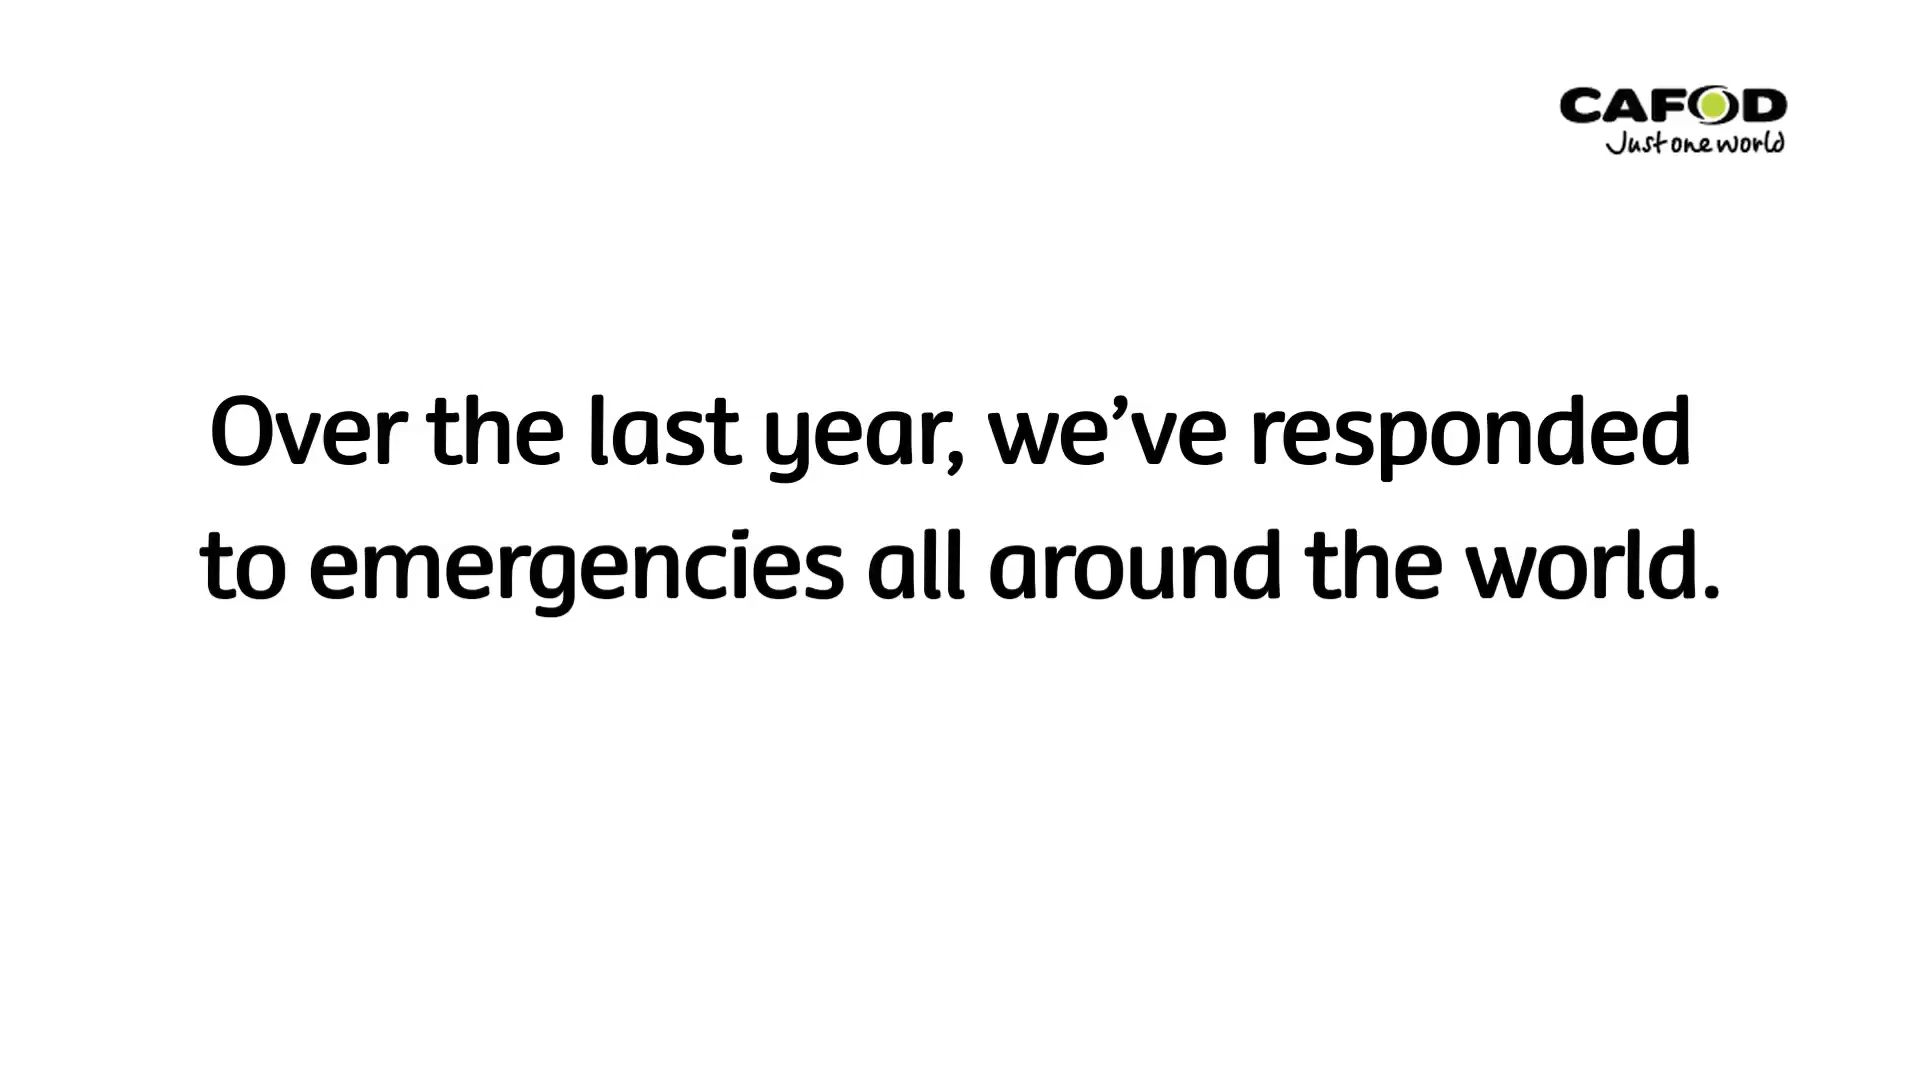 CAFOD
Just one world
Over the last year, we’ve responded
to emergencies all around the world.